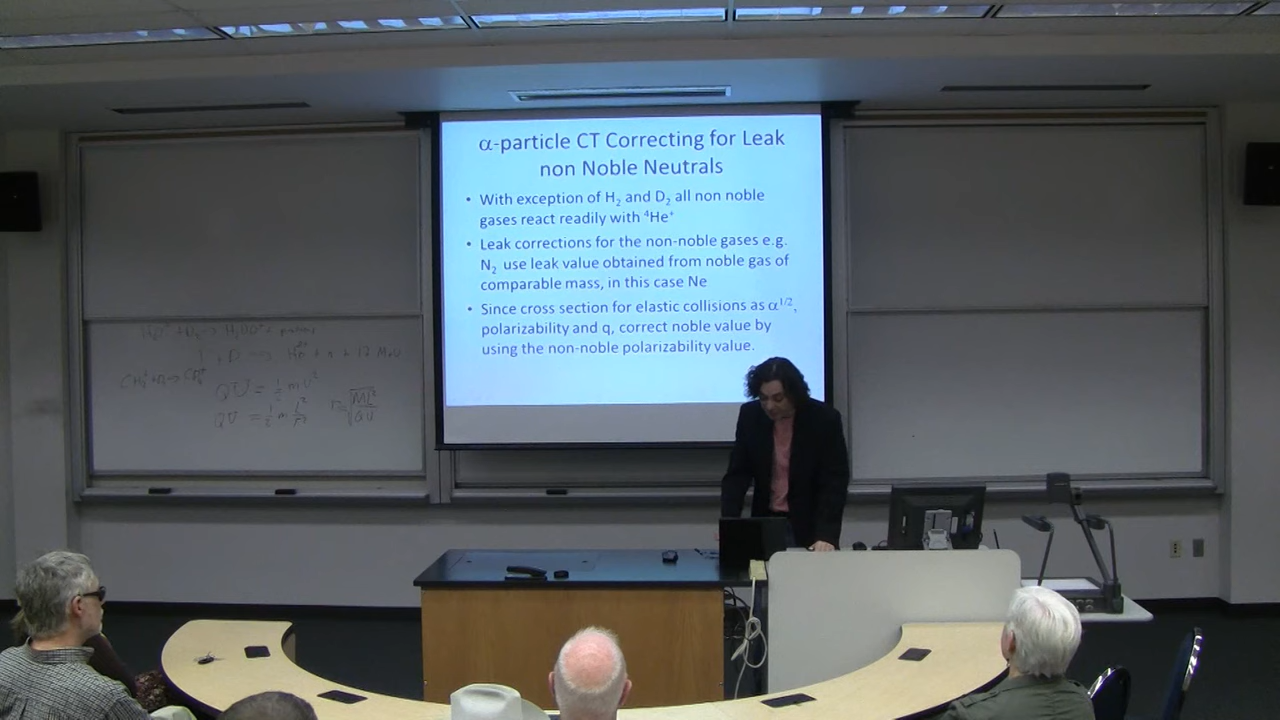 α-particle CT Correcting for Leak
non Noble Neutrals
• With exception of H₂ and D₂ all non noble
gases react readily with ⁴He⁺
• Leak corrections for the non-noble gases e.g.
N₂ use leak value obtained from noble gas of
comparable mass, in this case Ne
• Since cross section for elastic collisions as α¹/²,
polarizability and q, correct noble value by
using the non-noble polarizability value.
QV = ½ m v²